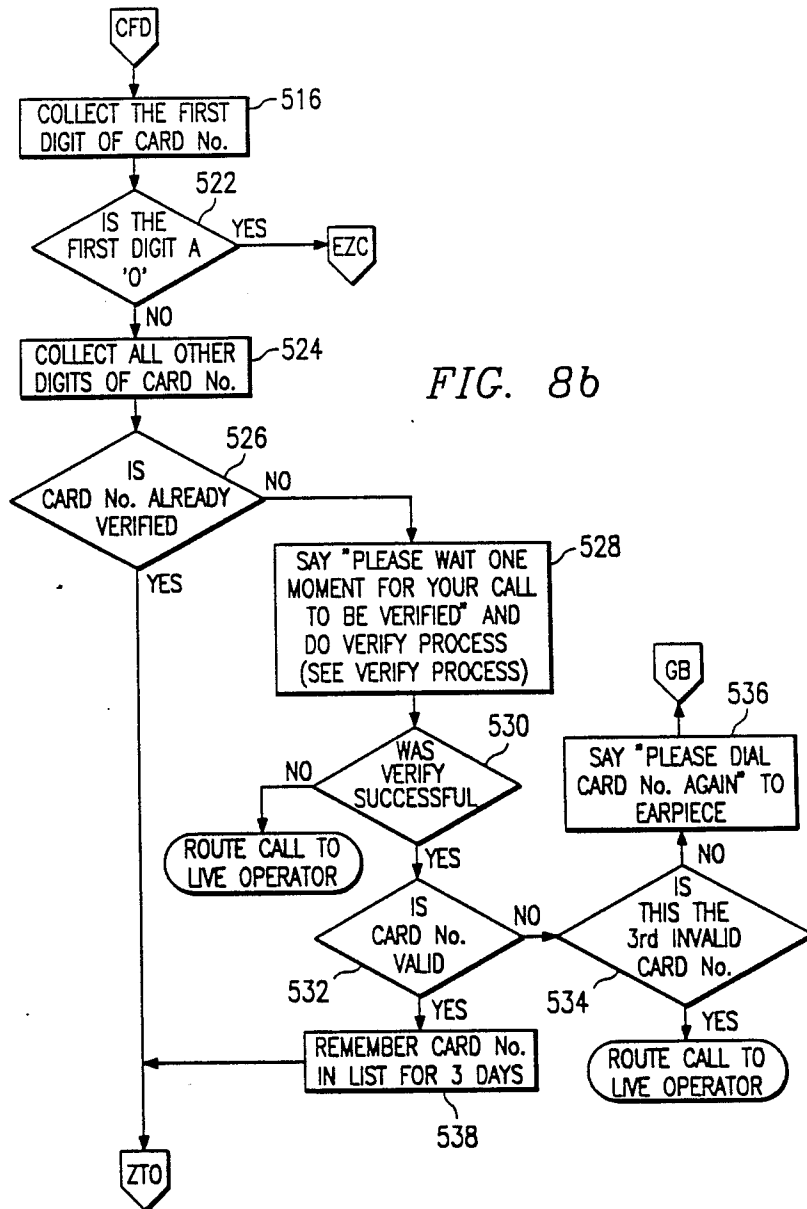 CFD
COLLECT THE FIRST
DIGIT OF CARD No.
516
522
IS THE
FIRST DIGIT A
'0'
YES
EZC
NO
COLLECT ALL OTHER
DIGITS OF CARD No.
524
FIG. 8b
526
IS
CARD No. ALREADY
VERIFIED
NO
YES
SAY "PLEASE WAIT ONE
MOMENT FOR YOUR CALL
TO BE VERIFIED" AND
DO VERIFY PROCESS
(SEE VERIFY PROCESS)
528
530
WAS
VERIFY
SUCCESSFUL
NO
ROUTE CALL TO
LIVE OPERATOR
YES
IS
CARD No.
VALID
532
NO
YES
GB
536
SAY "PLEASE DIAL
CARD No. AGAIN" TO
EARPIECE
NO
IS
THIS THE
3rd INVALID
CARD No.
534
YES
ROUTE CALL TO
LIVE OPERATOR
REMEMBER CARD No.
IN LIST FOR 3 DAYS
538
ZTO